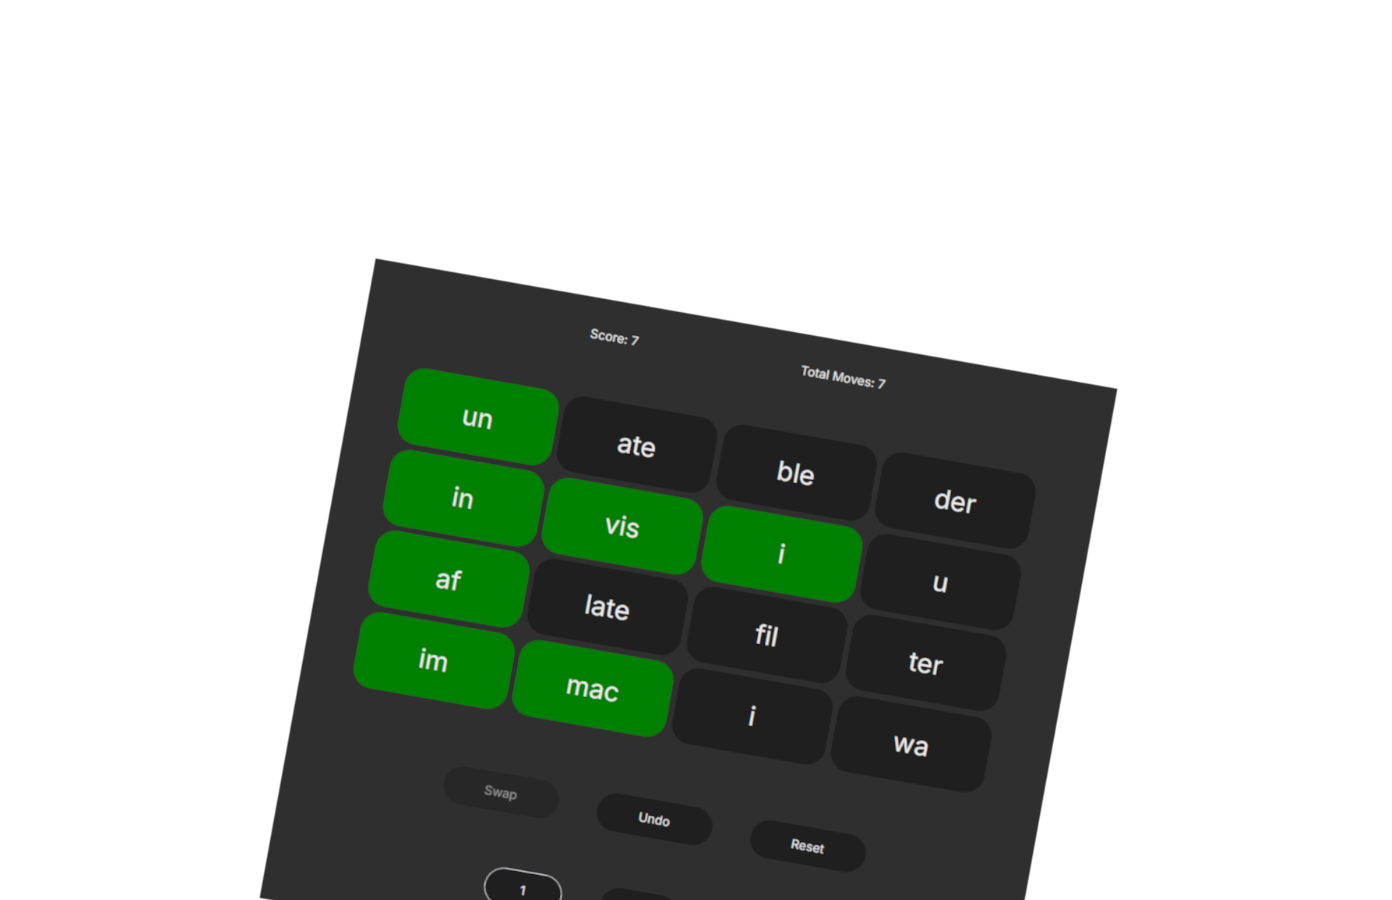 Score: 7
Total Moves: 7
un ate ble der
in vis i u
af late fil ter
im mac i wa
Swap Undo Reset
1